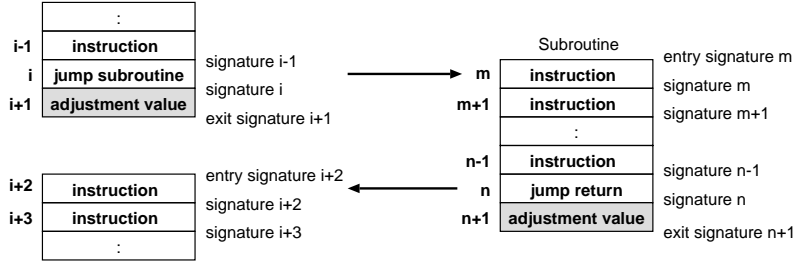 :
i-1 instruction
signature i-1
i jump subroutine
signature i
i+1 adjustment value
exit signature i+1
Subroutine
entry signature m
m instruction
signature m
m+1 instruction
signature m+1
:
n-1 instruction
signature n-1
n jump return
signature n
n+1 adjustment value
exit signature n+1
entry signature i+2
i+2 instruction
signature i+2
i+3 instruction
signature i+3
: